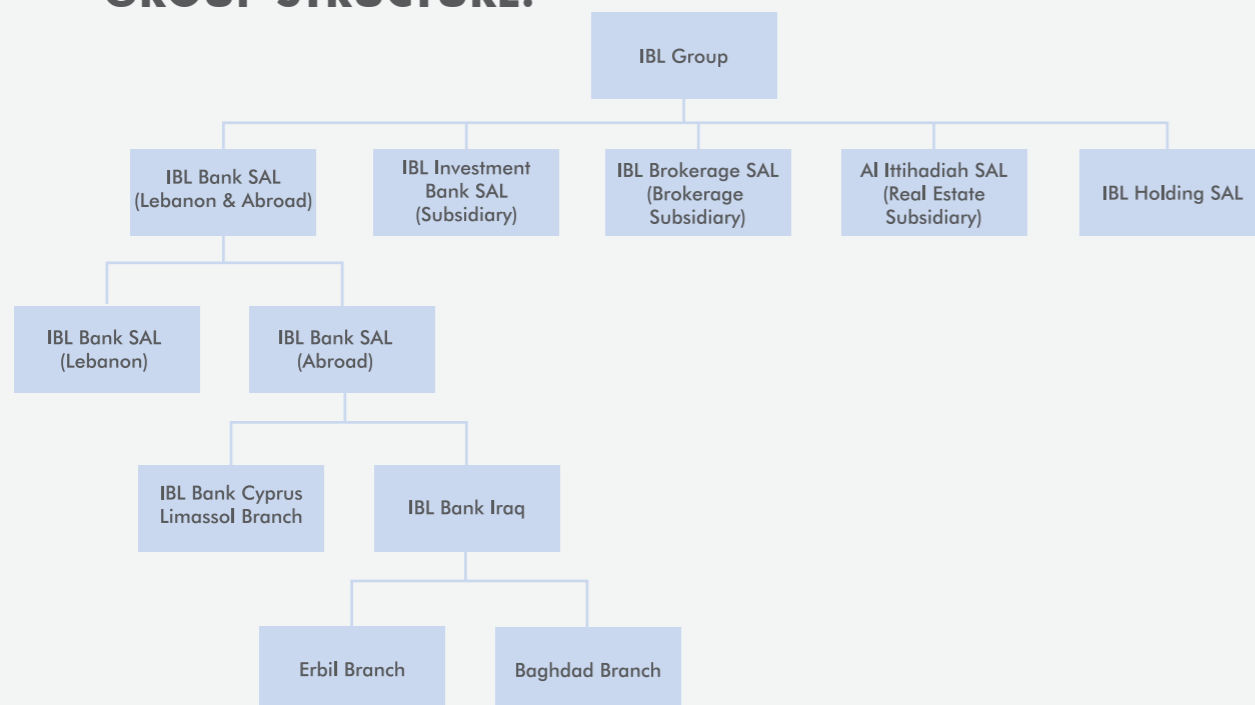 GROUP STRUCTURE:
IBL Group
IBL Bank SAL
(Lebanon & Abroad)
IBL Investment
Bank SAL
(Subsidiary)
IBL Brokerage SAL
(Brokerage
Subsidiary)
Al Ittihadiah SAL
(Real Estate
Subsidiary)
IBL Holding SAL
IBL Bank SAL
(Lebanon)
IBL Bank SAL
(Abroad)
IBL Bank Cyprus
Limassol Branch
IBL Bank Iraq
Erbil Branch
Baghdad Branch